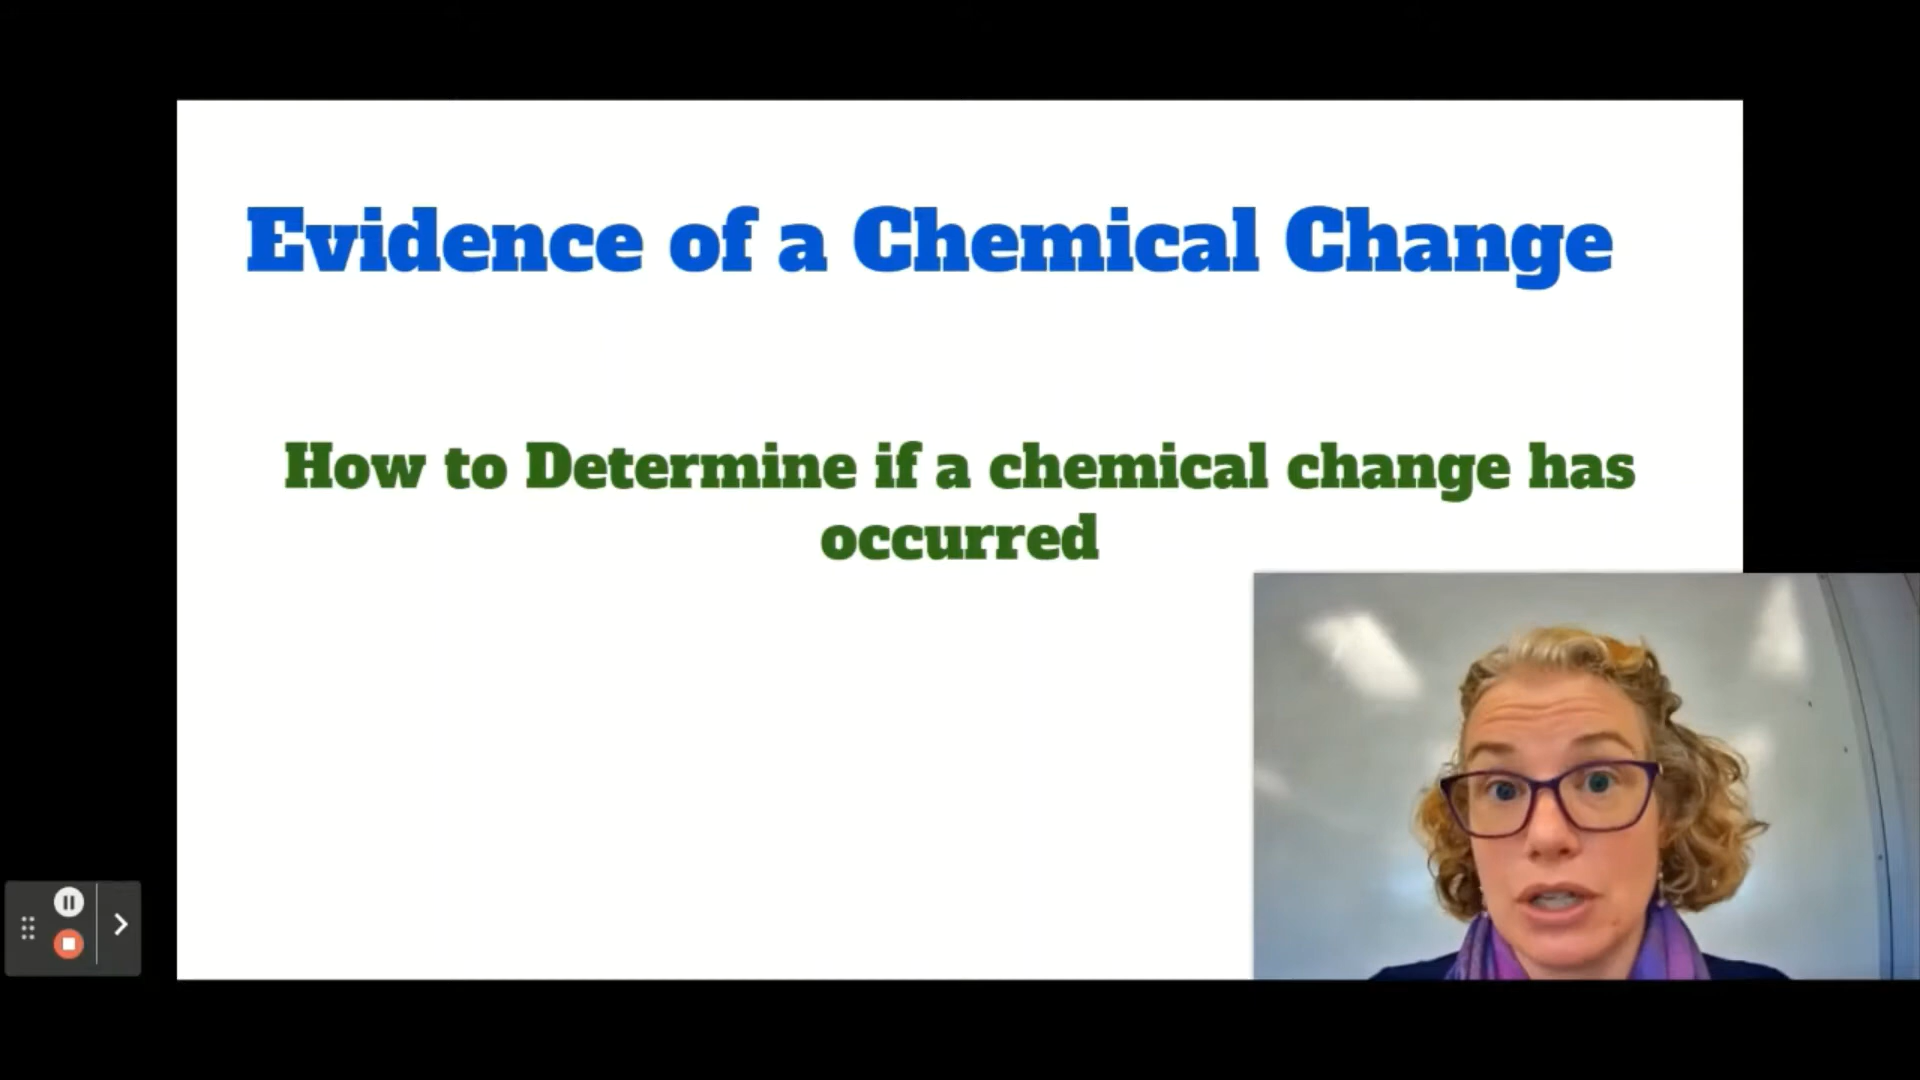 Evidence of a Chemical Change
How to Determine if a chemical change has
occurred